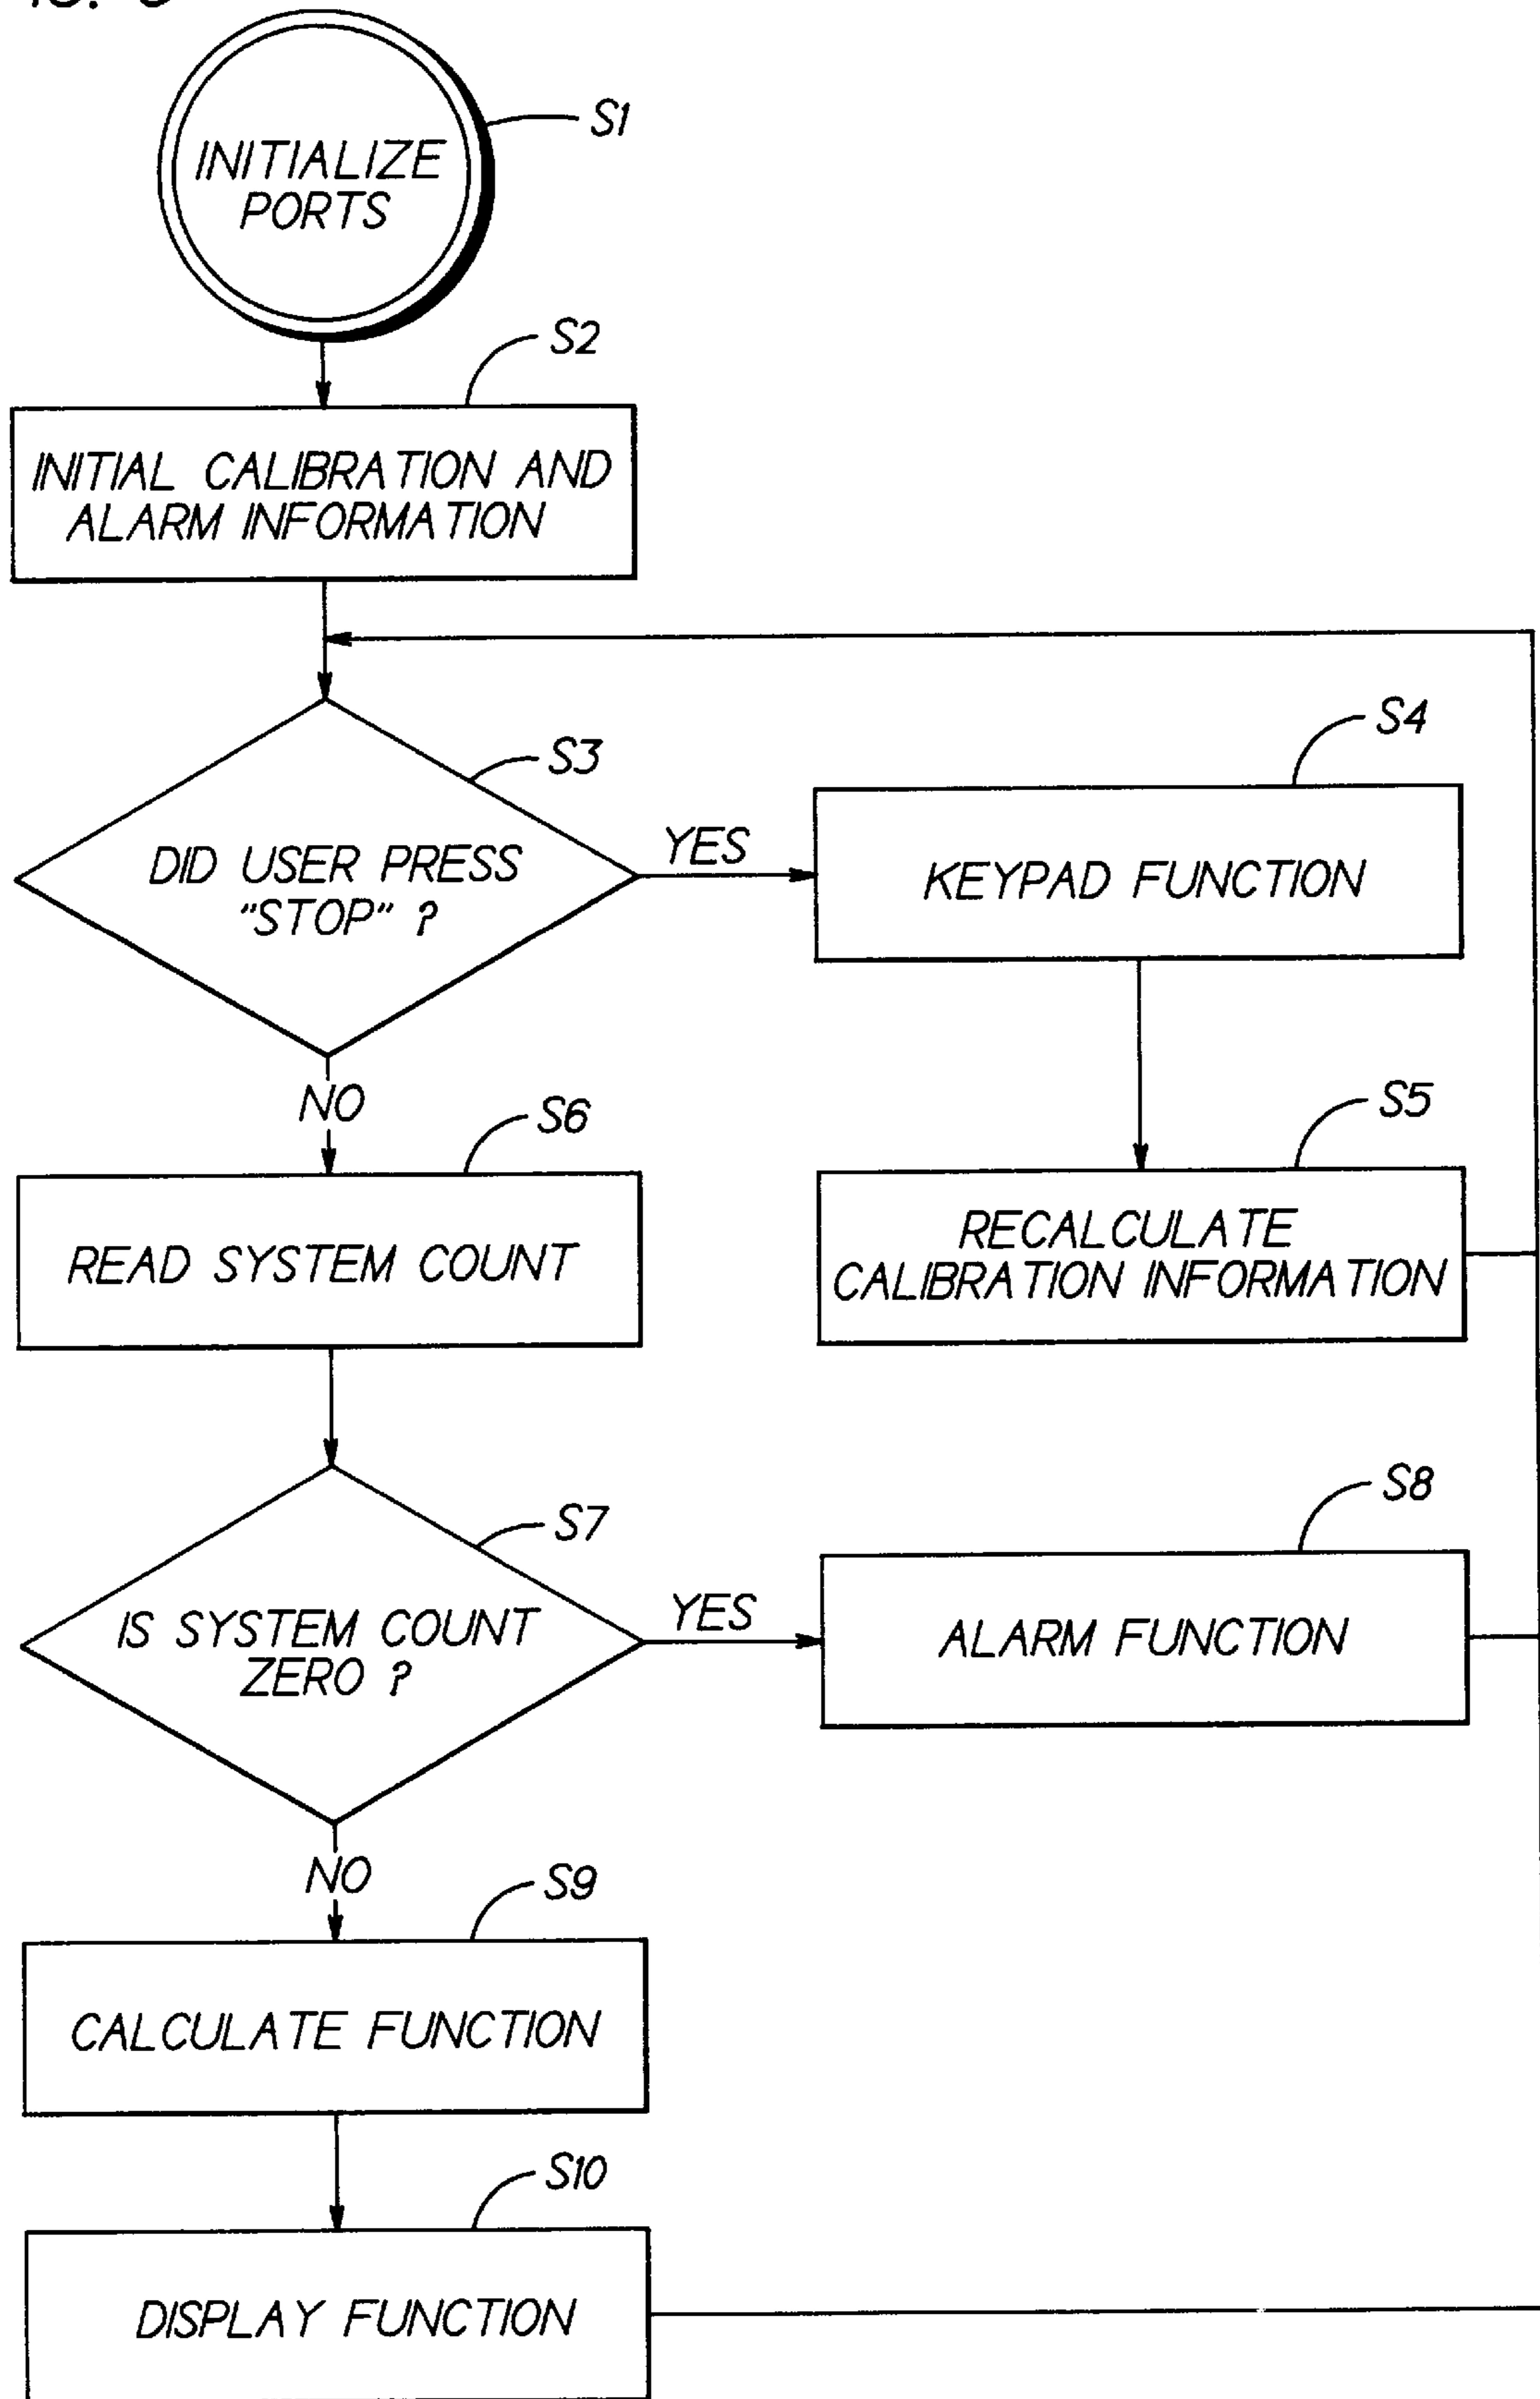 S1
INITIALIZE
PORTS
S2
INITIAL CALIBRATION AND
ALARM INFORMATION
S3
DID USER PRESS
"STOP" ?
YES
S4
KEYPAD FUNCTION
NO
S6
READ SYSTEM COUNT
S5
RECALCULATE
CALIBRATION INFORMATION
S7
IS SYSTEM COUNT
ZERO ?
YES
S8
ALARM FUNCTION
NO
S9
CALCULATE FUNCTION
S10
DISPLAY FUNCTION